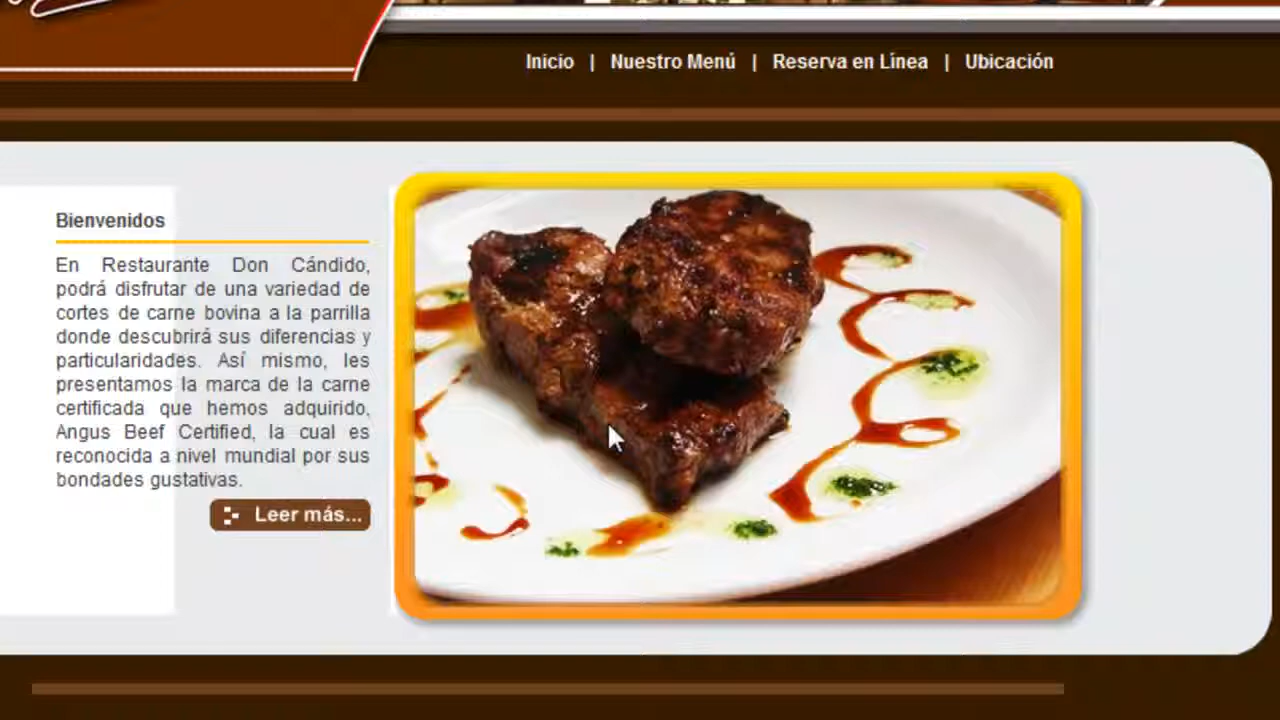 Inicio | Nuestro Menú | Reserva en Línea | Ubicación
Bienvenidos
En Restaurante Don Cándido,
podrá disfrutar de una variedad de
cortes de carne bovina a la parrilla
donde descubrirá sus diferencias y
particularidades. Así mismo, les
presentamos la marca de la carne
certificada que hemos adquirido,
Angus Beef Certified, la cual es
reconocida a nivel mundial por sus
bondades gustativas.
Leer más...